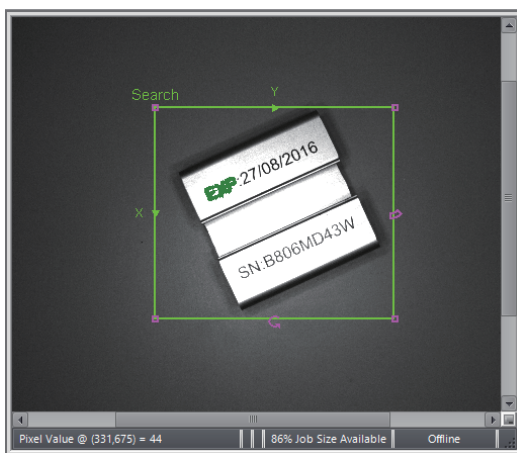 Search
Y
X
EXP:27/08/2016
SN:B806MD43W
Pixel Value @ (331,675) = 44
86% Job Size Available
Offline